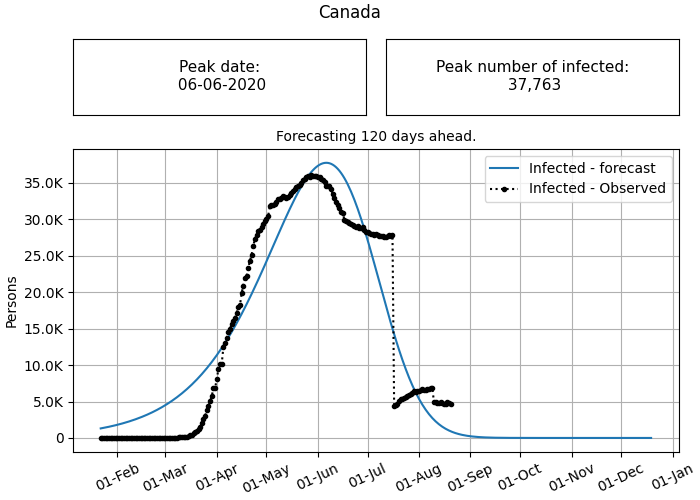 Canada
Peak date:
06-06-2020
Peak number of infected:
37,763
Forecasting 120 days ahead.
Infected - forecast
Infected - Observed
Persons
35.0K
30.0K
25.0K
20.0K
15.0K
10.0K
5.0K
0
01-Feb
01-Mar
01-Apr
01-May
01-Jun
01-Jul
01-Aug
01-Sep
01-Oct
01-Nov
01-Dec
01-Jan